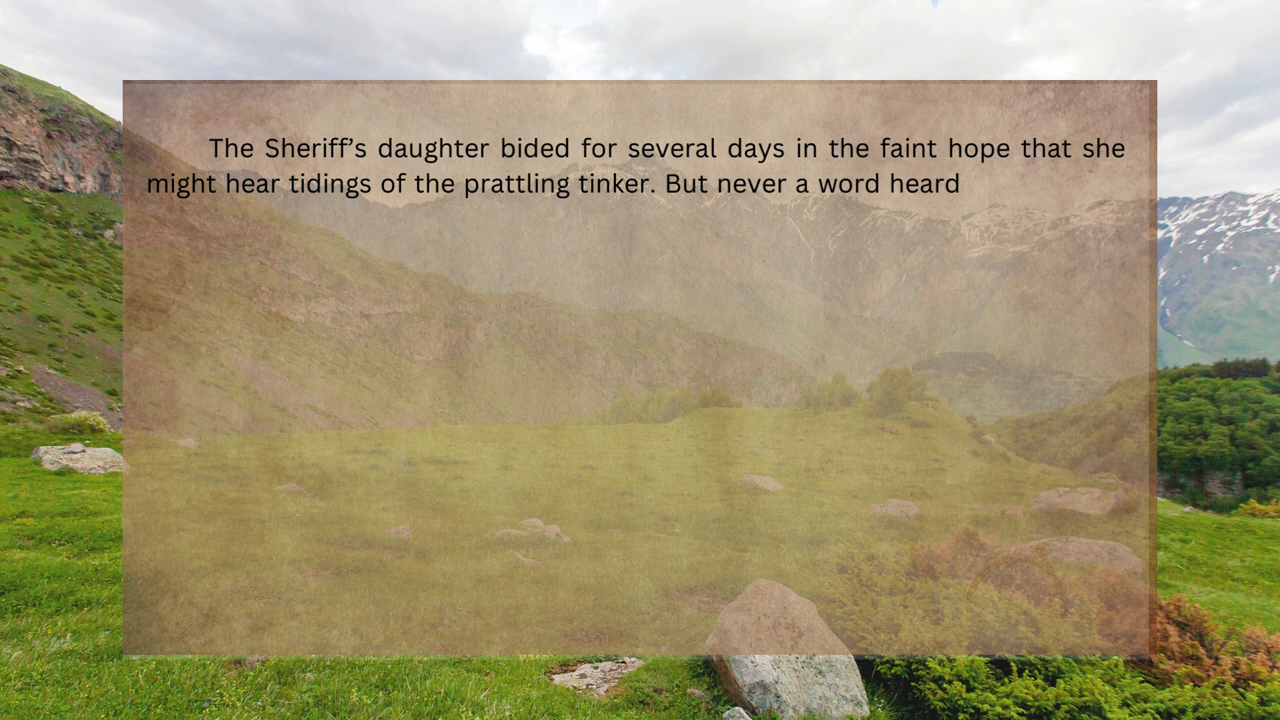 The Sheriff’s daughter bided for several days in the faint hope that she
might hear tidings of the prattling tinker. But never a word heard